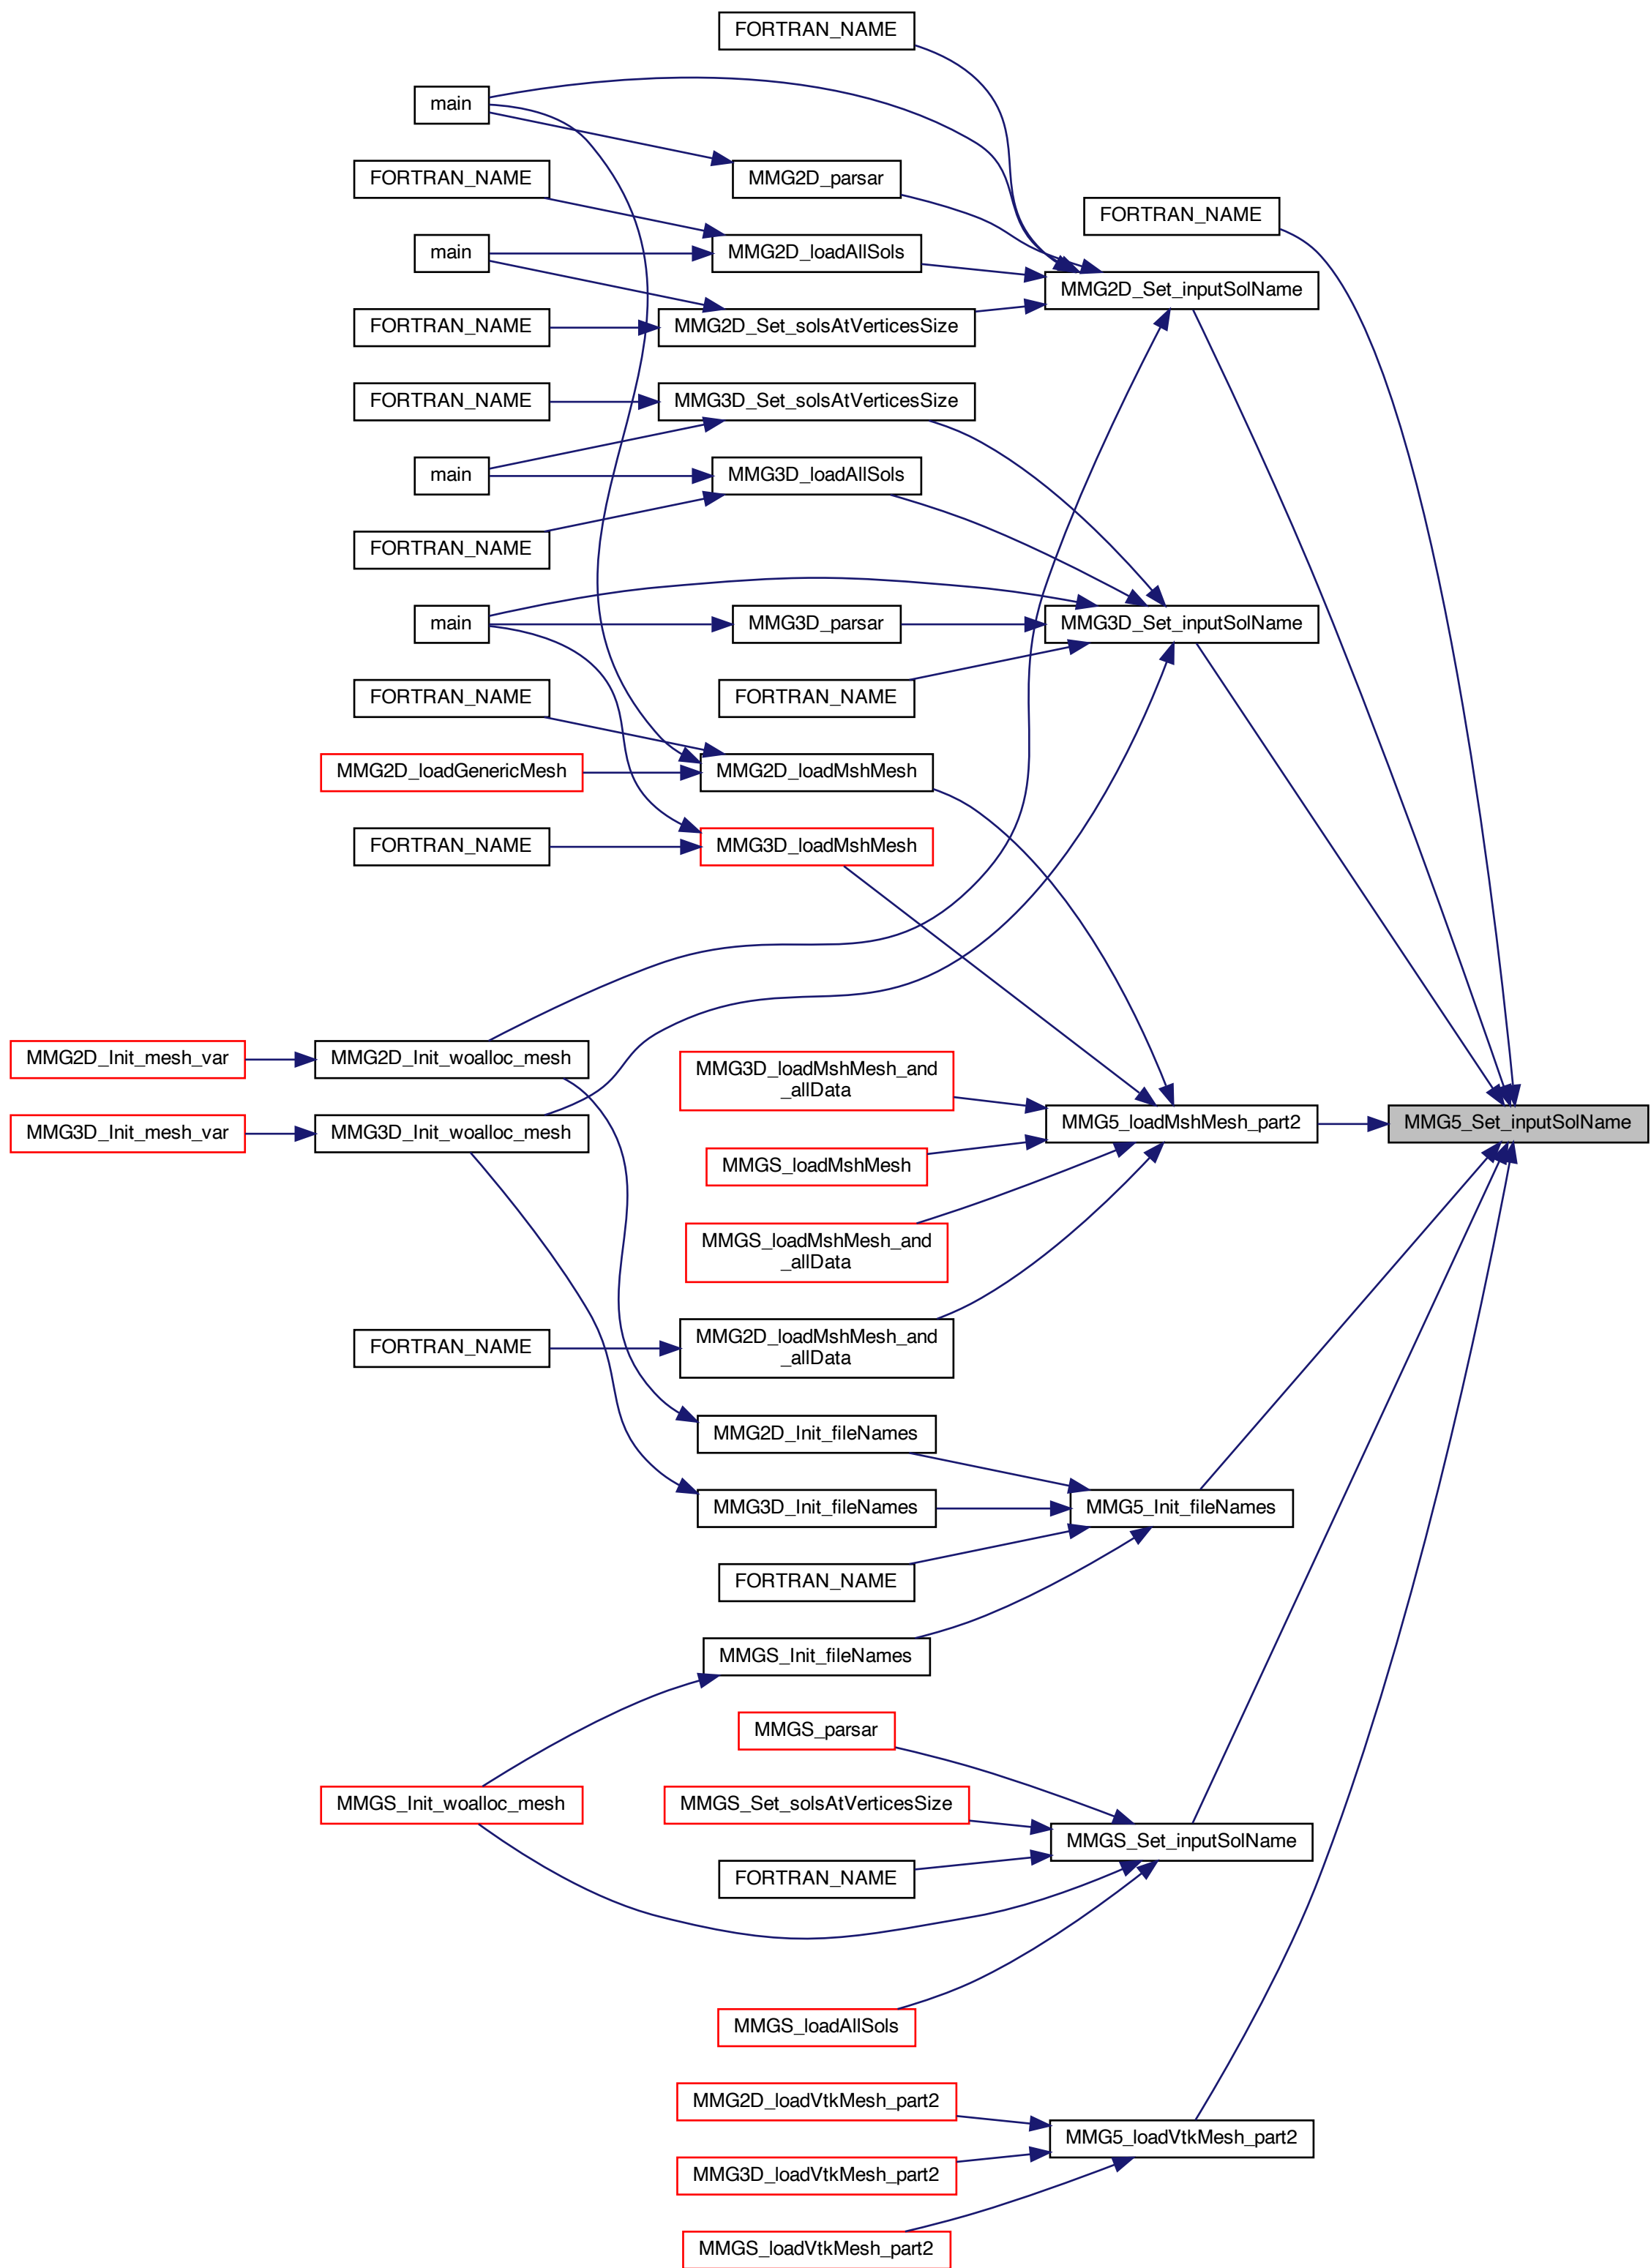 FORTRAN_NAME
main
MMG2D_parsar
FORTRAN_NAME
FORTRAN_NAME
main
MMG2D_loadAllSols
MMG2D_Set_inputSolName
FORTRAN_NAME
MMG2D_Set_solsAtVerticesSize
FORTRAN_NAME
MMG3D_Set_solsAtVerticesSize
main
MMG3D_loadAllSols
FORTRAN_NAME
main
MMG3D_parsar
MMG3D_Set_inputSolName
FORTRAN_NAME
FORTRAN_NAME
MMG2D_loadGenericMesh
MMG2D_loadMshMesh
FORTRAN_NAME
MMG3D_loadMshMesh
MMG2D_Init_mesh_var
MMG2D_Init_woalloc_mesh
MMG3D_loadMshMesh_and
_allData
MMG3D_Init_mesh_var
MMG3D_Init_woalloc_mesh
MMG5_loadMshMesh_part2
MMG5_Set_inputSolName
MMGS_loadMshMesh
MMGS_loadMshMesh_and
_allData
FORTRAN_NAME
MMG2D_loadMshMesh_and
_allData
MMG2D_Init_fileNames
MMG3D_Init_fileNames
MMG5_Init_fileNames
FORTRAN_NAME
MMGS_Init_fileNames
MMGS_parsar
MMGS_Init_woalloc_mesh
MMGS_Set_solsAtVerticesSize
MMGS_Set_inputSolName
FORTRAN_NAME
MMGS_loadAllSols
MMG2D_loadVtkMesh_part2
MMG5_loadVtkMesh_part2
MMG3D_loadVtkMesh_part2
MMGS_loadVtkMesh_part2